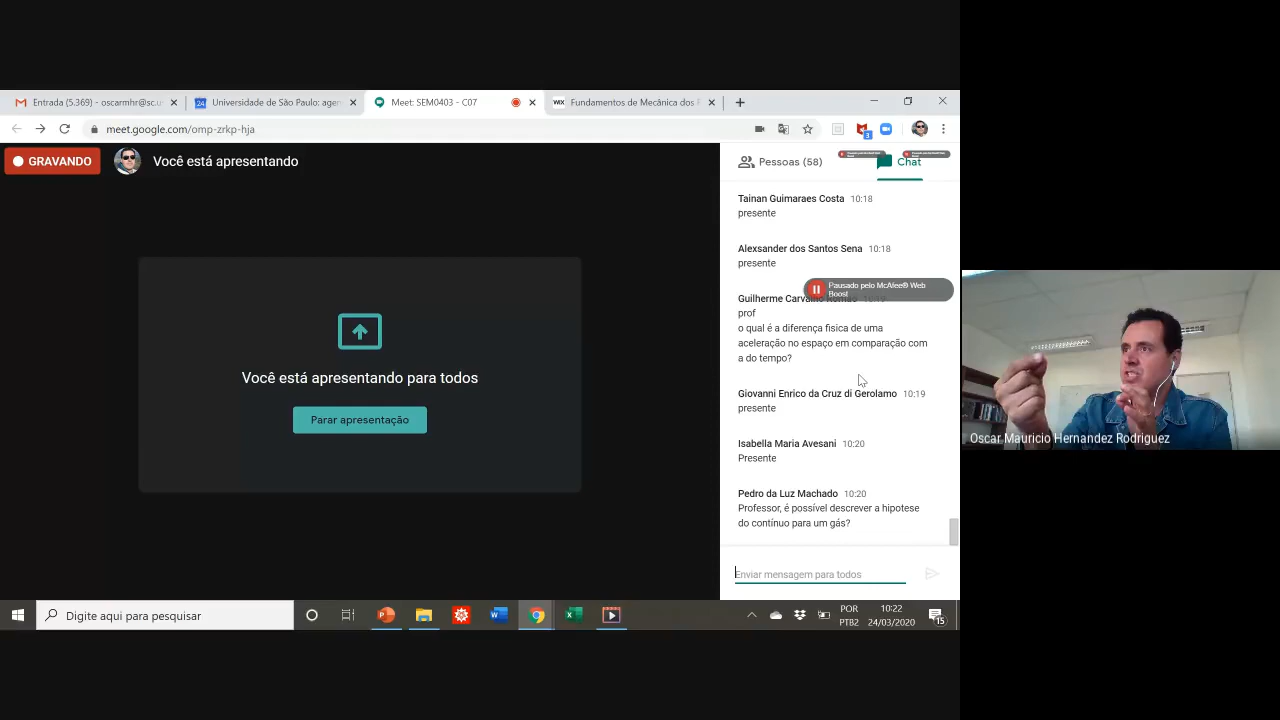 Entrada (5.369) - oscarmhr@sc.u
24
Universidade de São Paulo: agen
Meet: SEM0403 - C07
WIX
Fundamentos de Mecânica dos F
meet.google.com/omp-zrkp-hja
3
GRAVANDO
Você está apresentando
Pessoas (58)
Chat
Tainan Guimaraes Costa 10:18
presente
Alexsander dos Santos Sena 10:18
presente
Pausado pelo McAfee® Web
Boost
Guilherme Carvalho
prof
o qual é a diferença fisica de uma
aceleração no espaço em comparação com
a do tempo?
Giovanni Enrico da Cruz di Gerolamo 10:19
presente
Isabella Maria Avesani 10:20
Presente
Pedro da Luz Machado 10:20
Professor, é possível descrever a hipotese
do contínuo para um gás?
Enviar mensagem para todos
Você está apresentando para todos
Parar apresentação
Oscar Mauricio Hernandez Rodriguez
Digite aqui para pesquisar
POR
PTB2
10:22
24/03/2020
15